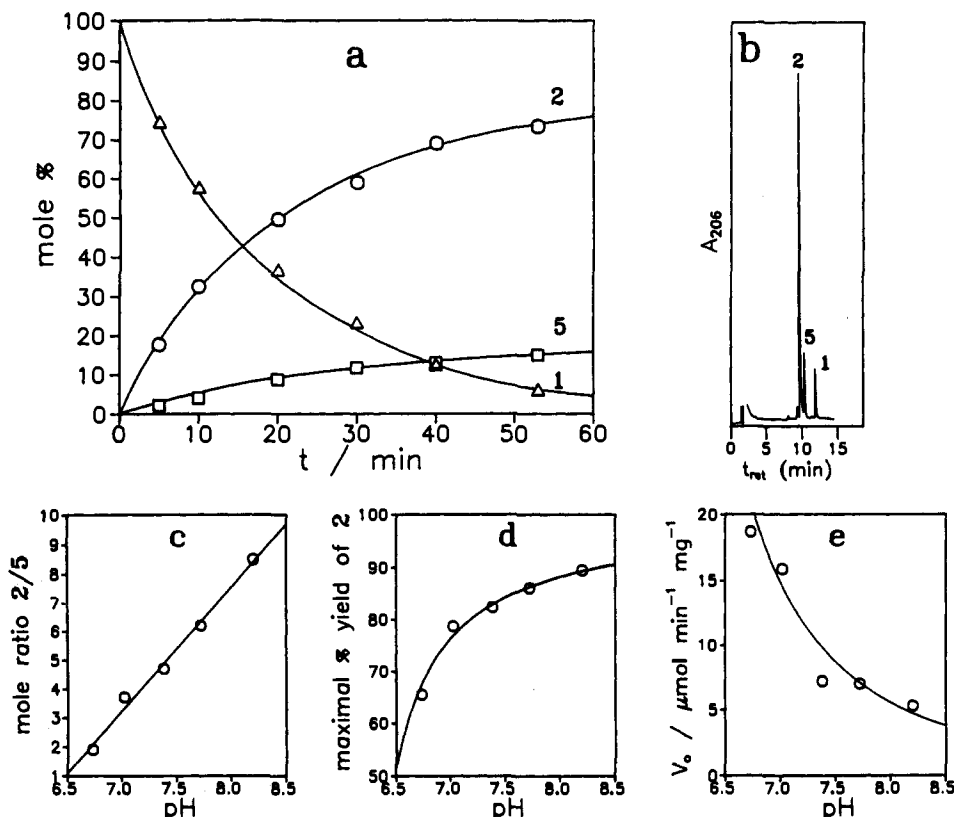 a
100
90
80
70
60
50
40
30
20
10
0
mole %
2
5
1
0 10 20 30 40 50 60
t / min
b
2
5
1
A206
0 5 10 15
tret (min)
c
10
9
8
7
6
5
4
3
2
1
mole ratio 2/5
6.5 7.0 7.5 8.0 8.5
pH
d
100
90
80
70
60
50
maximal % yield of 2
6.5 7.0 7.5 8.0 8.5
pH
e
20
15
10
5
0
Vo / μmol min⁻¹ mg⁻¹
6.5 7.0 7.5 8.0 8.5
pH